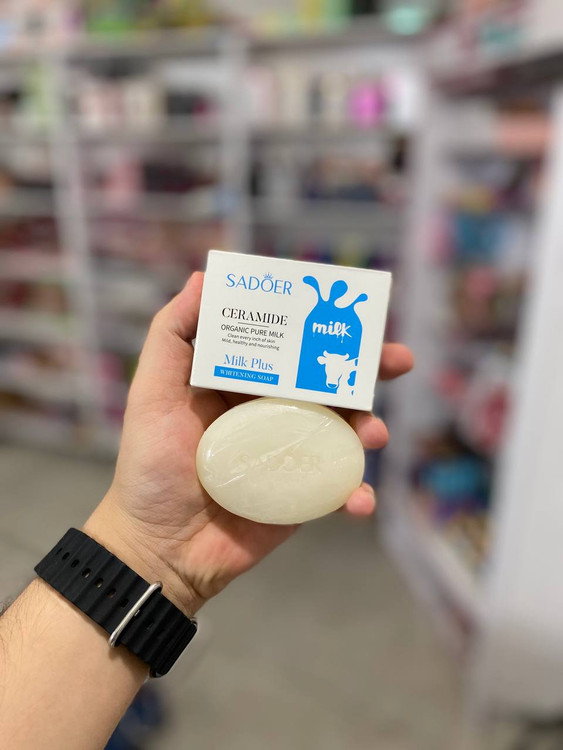 SADOER
CERAMIDE
ORGANIC PURE MILK
Clean every inch of skin
Mild, healthy and nourishing
Milk Plus
WHITENING SOAP
milk
SADOER